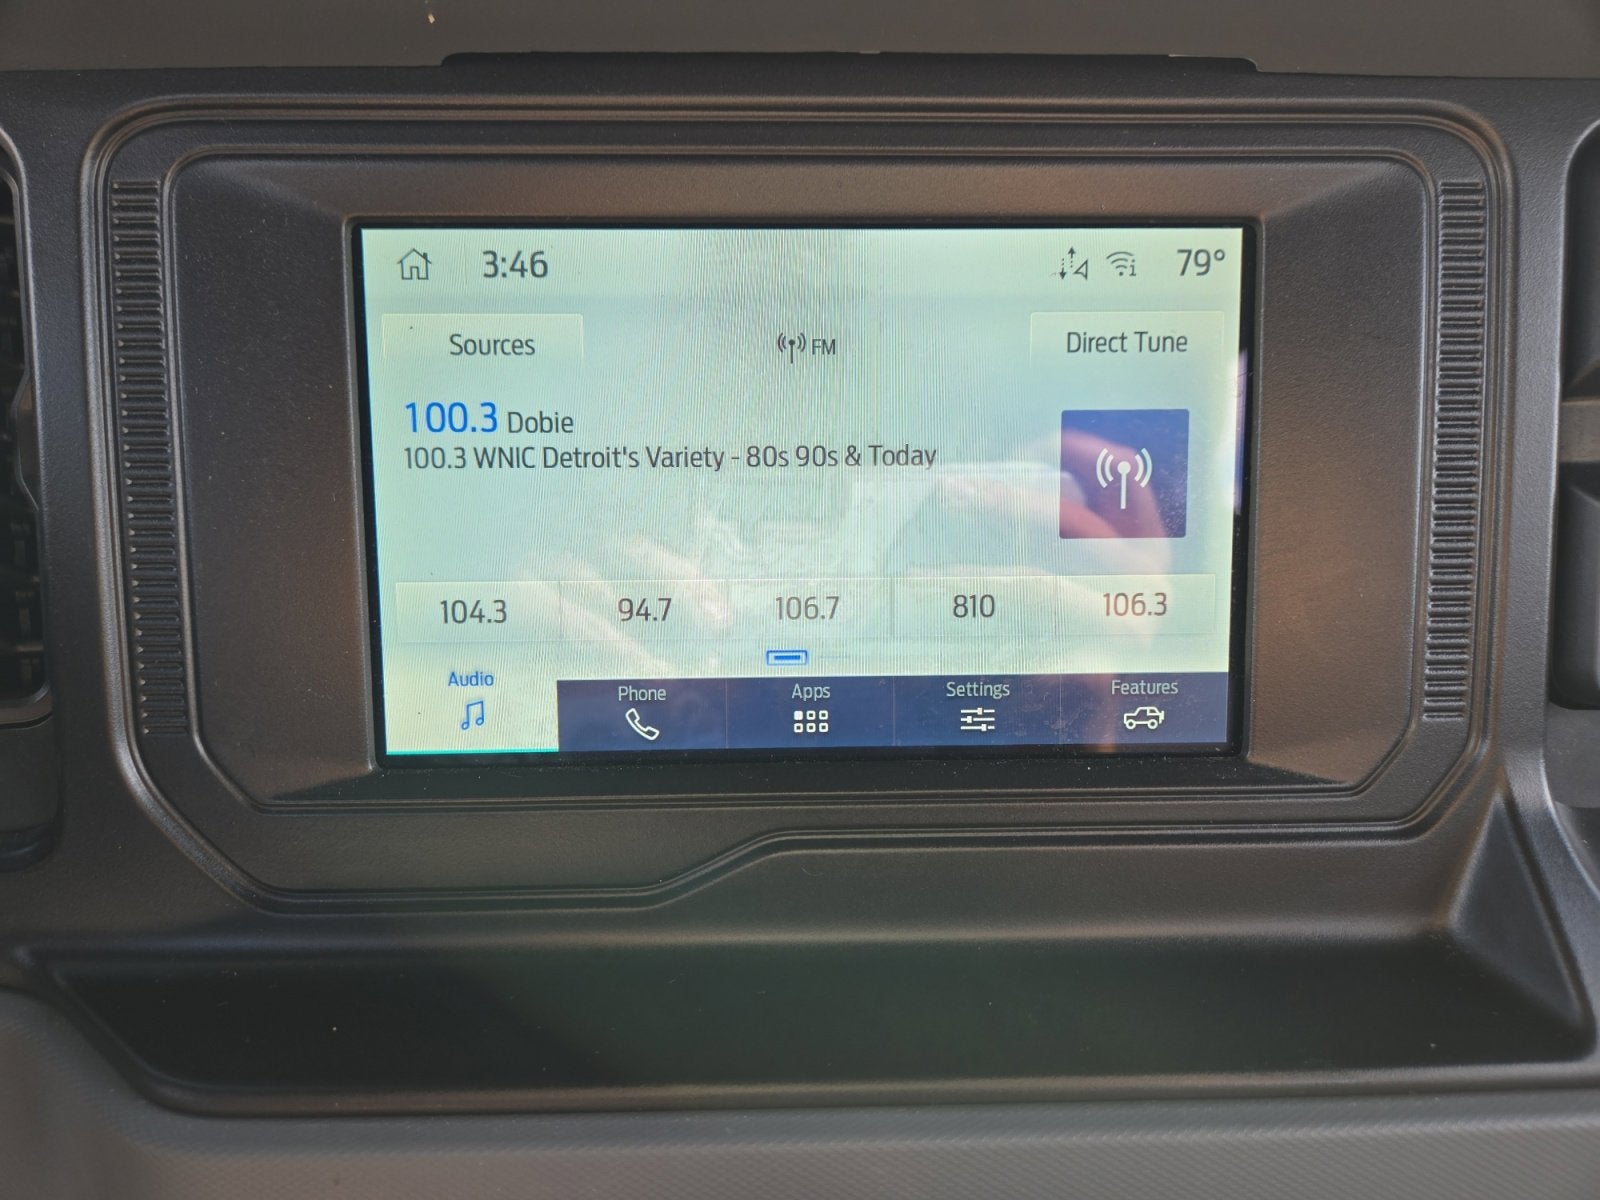 3:46
79°
Sources
FM
Direct Tune
100.3 Dobie
100.3 WNIC Detroit's Variety - 80s 90s & Today
104.3
94.7
106.7
810
106.3
Audio
Phone
Apps
Settings
Features